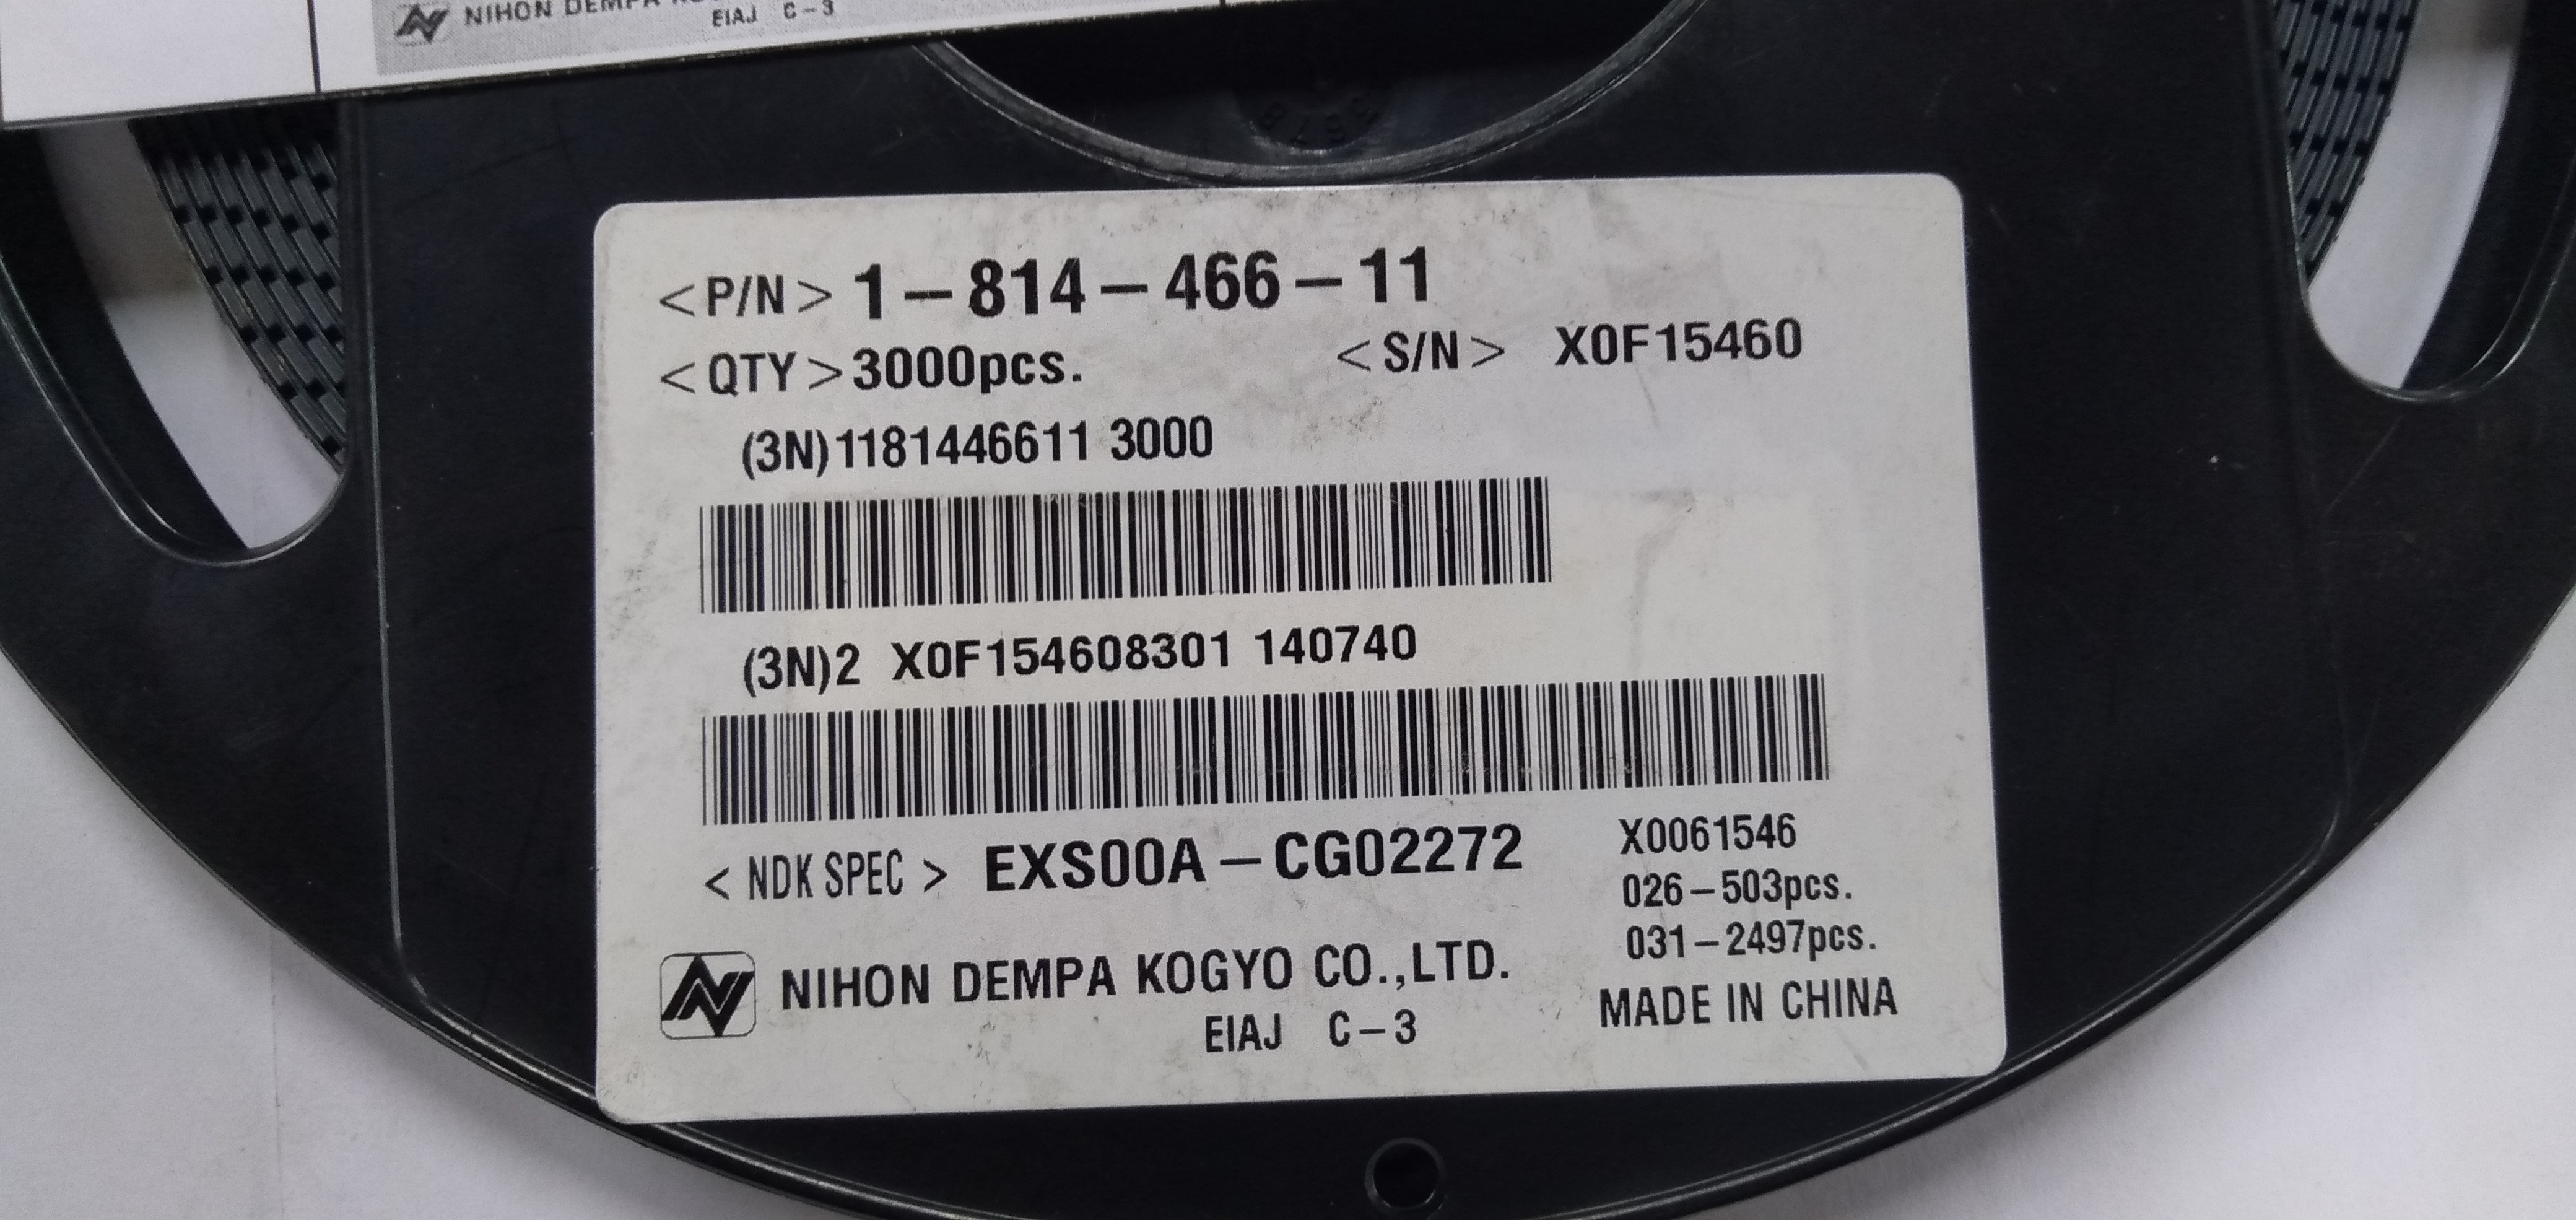 NIHON DEMPA
EIAJ C-3
<P/N> 1-814-466-11
<QTY> 3000pcs. <S/N> X0F15460
(3N)1181446611 3000
(3N)2 X0F154608301 140740
< NDK SPEC > EXS00A-CG02272
X0061546
026-503pcs.
031-2497pcs.
NIHON DEMPA KOGYO CO.,LTD.
EIAJ C-3
MADE IN CHINA